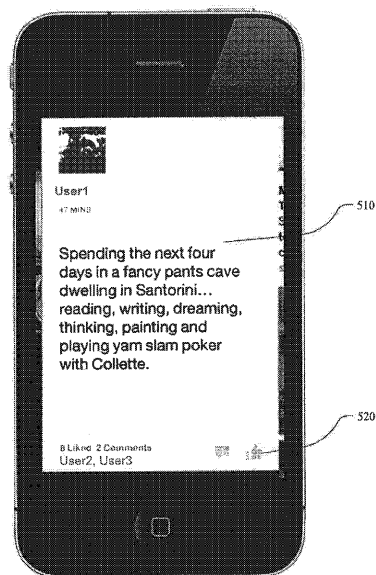 User1
47 MINS
Spending the next four
days in a fancy pants cave
dwelling in Santorini...
reading, writing, dreaming,
thinking, painting and
playing yam slam poker
with Collette.
8 Liked 2 Comments
User2, User3
510
520